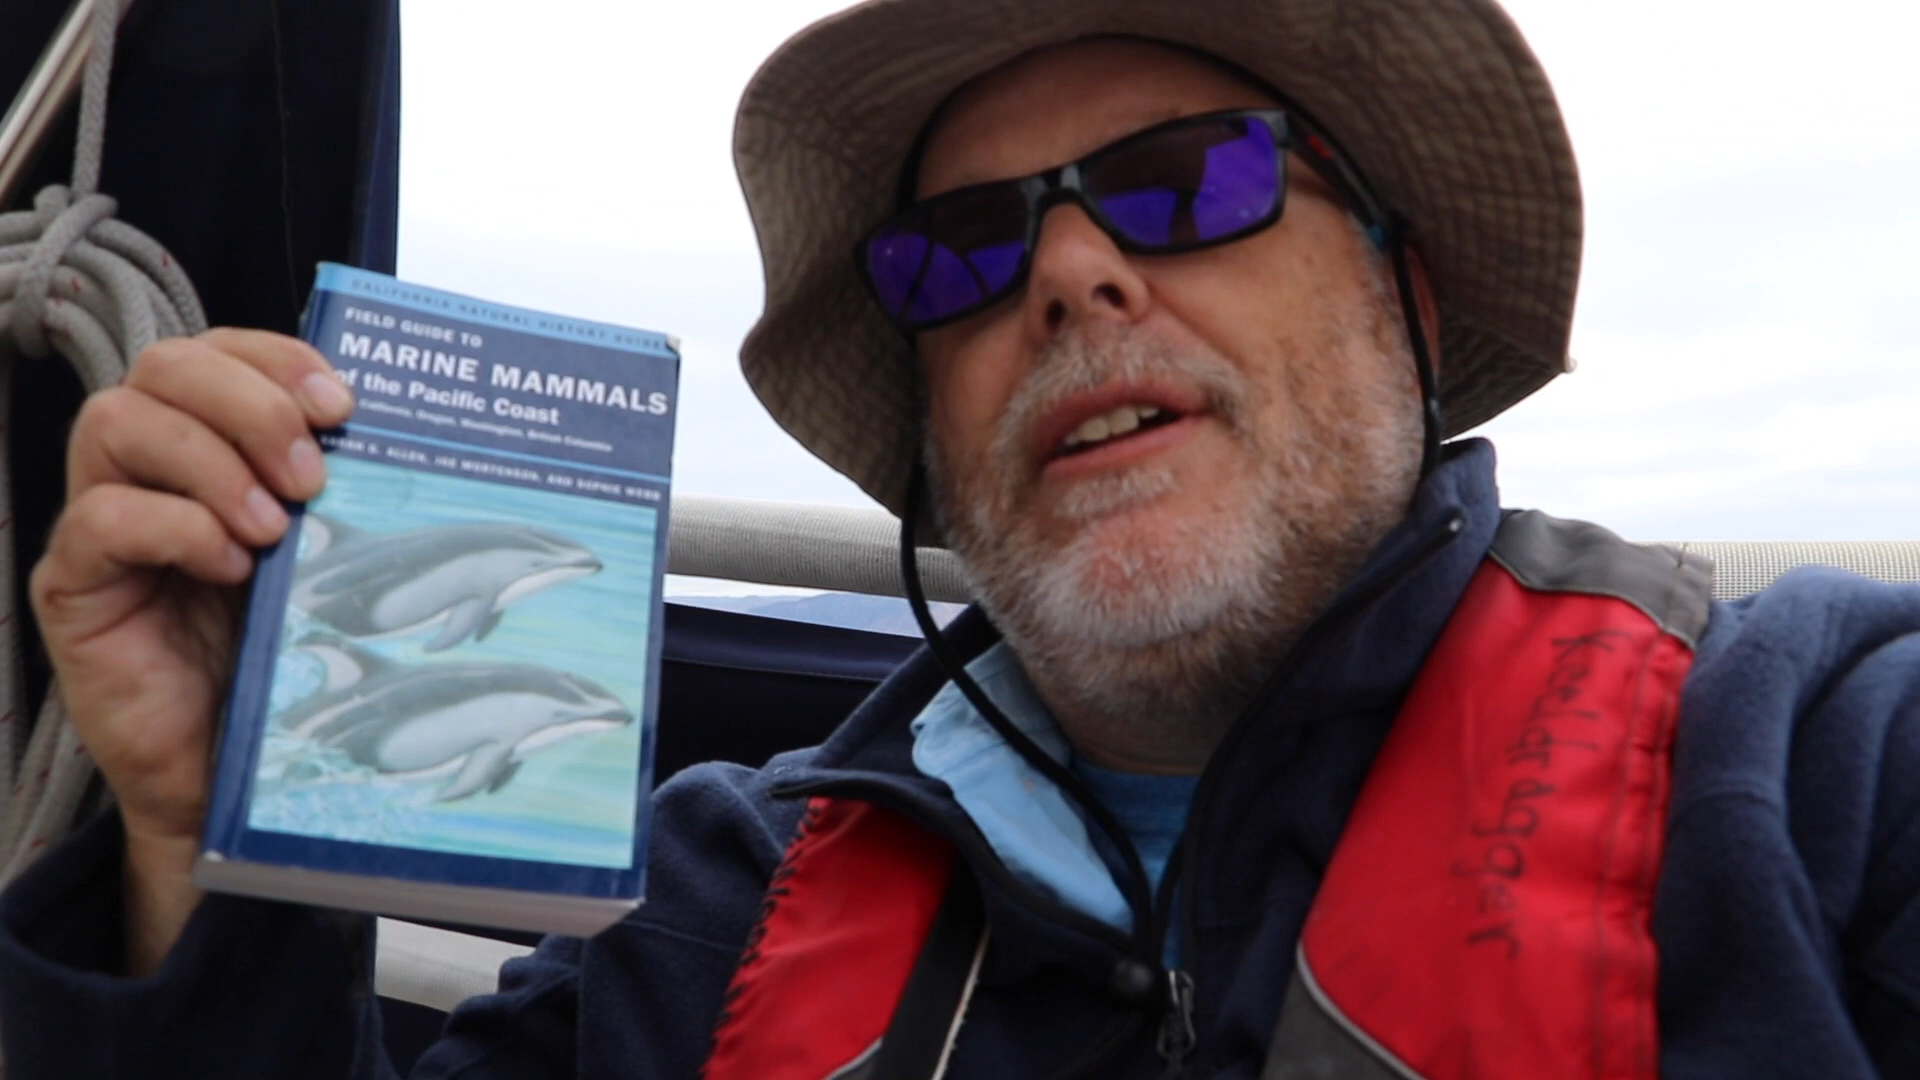 CALIFORNIA NATURAL HISTORY GUIDES
FIELD GUIDE TO
MARINE MAMMALS
of the Pacific Coast
California, Oregon, Washington, British Columbia
SARAH G. ALLEN, JOE MORTENSON, AND SOPHIE WEBB
Keeldragger